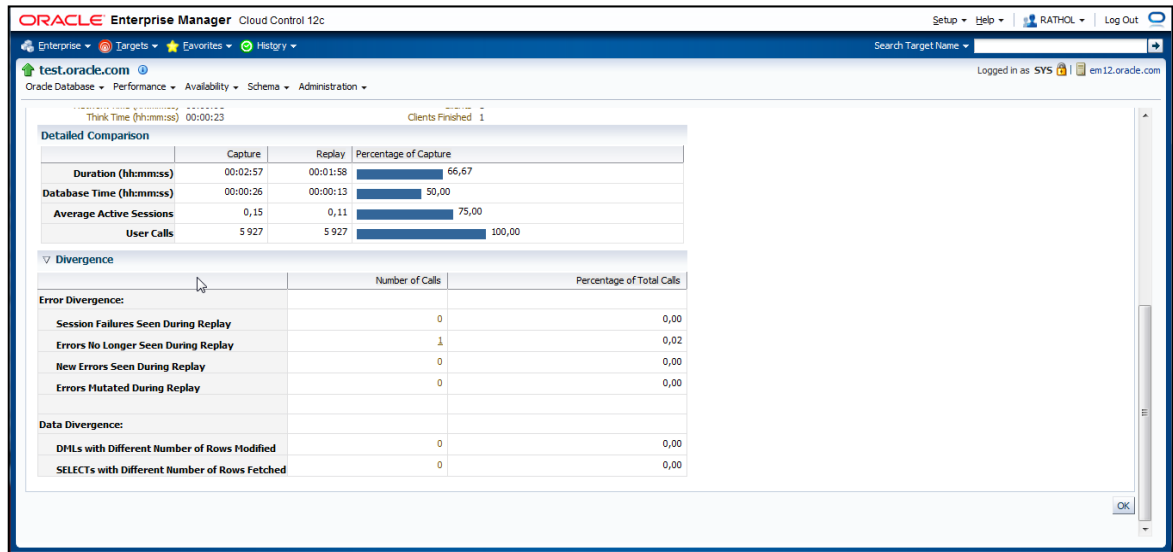 ORACLE Enterprise Manager Cloud Control 12c
Setup Help RATHOL Log Out
Enterprise Targets Favorites History Search Target Name
test.oracle.com Logged in as SYS em12.oracle.com
Oracle Database Performance Availability Schema Administration
Think Time (hh:mm:ss) 00:00:23 Clients Finished 1
Detailed Comparison
Capture Replay Percentage of Capture
Duration (hh:mm:ss) 00:02:57 00:01:58 66,67
Database Time (hh:mm:ss) 00:00:26 00:00:13 50,00
Average Active Sessions 0,15 0,11 75,00
User Calls 5 927 5 927 100,00
Divergence
Number of Calls Percentage of Total Calls
Error Divergence:
Session Failures Seen During Replay 0 0,00
Errors No Longer Seen During Replay 1 0,02
New Errors Seen During Replay 0 0,00
Errors Mutated During Replay 0 0,00
Data Divergence:
DMLs with Different Number of Rows Modified 0 0,00
SELECTs with Different Number of Rows Fetched 0 0,00
OK